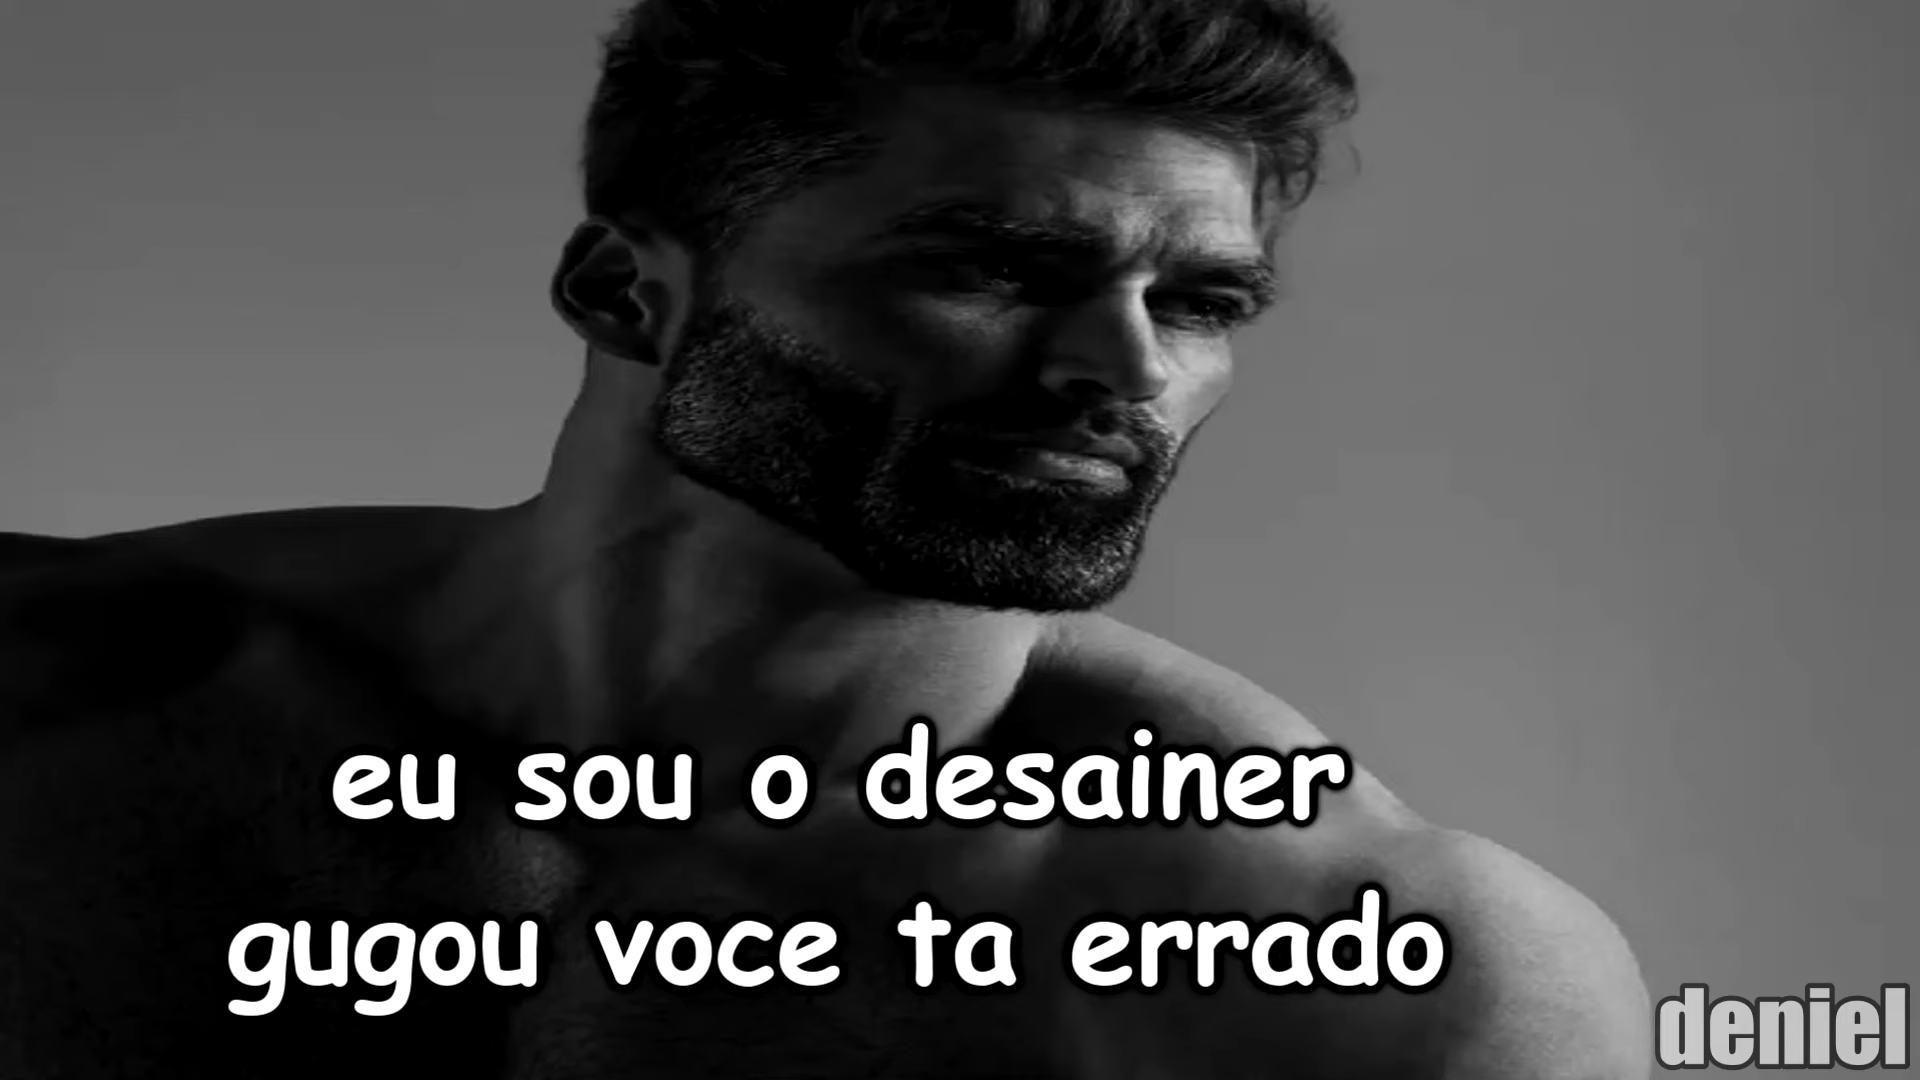 eu sou o desainer
gugou voce ta errado
deniel